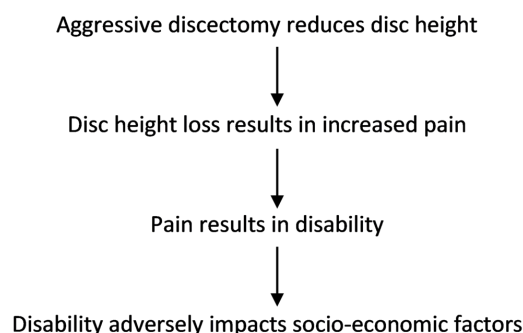 Aggressive discectomy reduces disc height
Disc height loss results in increased pain
Pain results in disability
Disability adversely impacts socio-economic factors